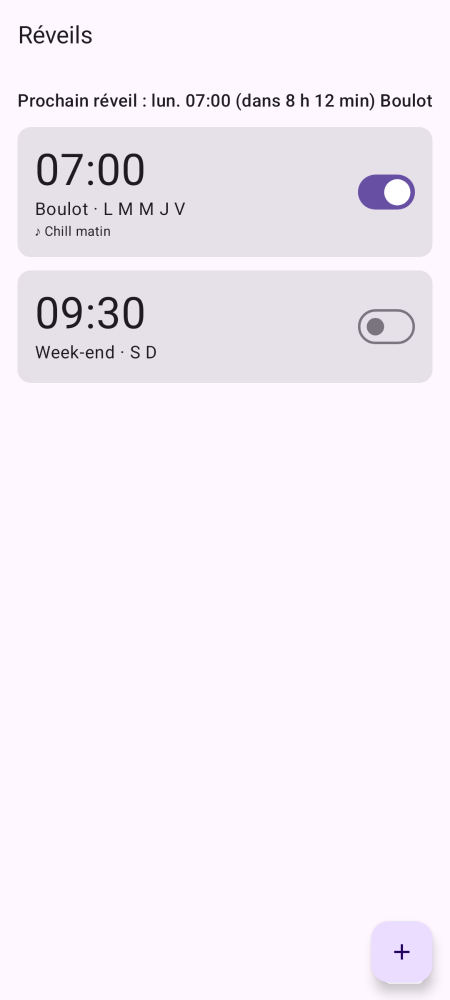 Réveils
Prochain réveil : lun. 07:00 (dans 8 h 12 min) Boulot
07:00
Boulot · L M M J V
♪ Chill matin
09:30
Week-end · S D
+